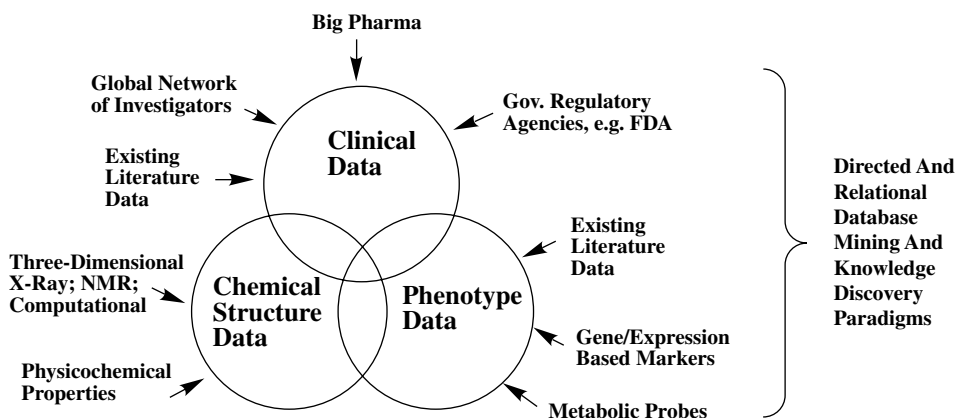 Big Pharma
Global Network
of Investigators
Gov. Regulatory
Agencies, e.g. FDA
Clinical
Data
Existing
Literature
Data
Existing
Literature
Data
Three-Dimensional
X-Ray; NMR;
Computational
Chemical
Structure
Data
Phenotype
Data
Gene/Expression
Based Markers
Physicochemical
Properties
Metabolic Probes
Directed And
Relational
Database
Mining And
Knowledge
Discovery
Paradigms